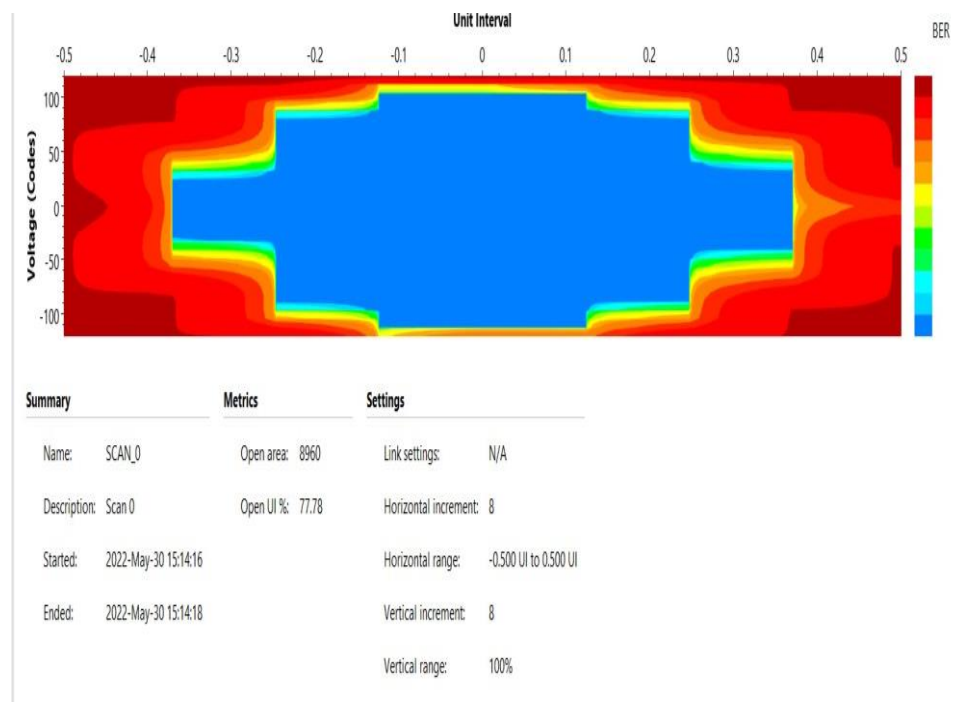 Unit Interval
BER
-0.5 -0.4 -0.3 -0.2 -0.1 0 0.1 0.2 0.3 0.4 0.5
100
50
0
-50
-100
Voltage (Codes)
Summary Metrics Settings
Name: SCAN_0 Open area: 8960 Link settings: N/A
Description: Scan 0 Open UI %: 77.78 Horizontal increment: 8
Started: 2022-May-30 15:14:16 Horizontal range: -0.500 UI to 0.500 UI
Ended: 2022-May-30 15:14:18 Vertical increment: 8
Vertical range: 100%